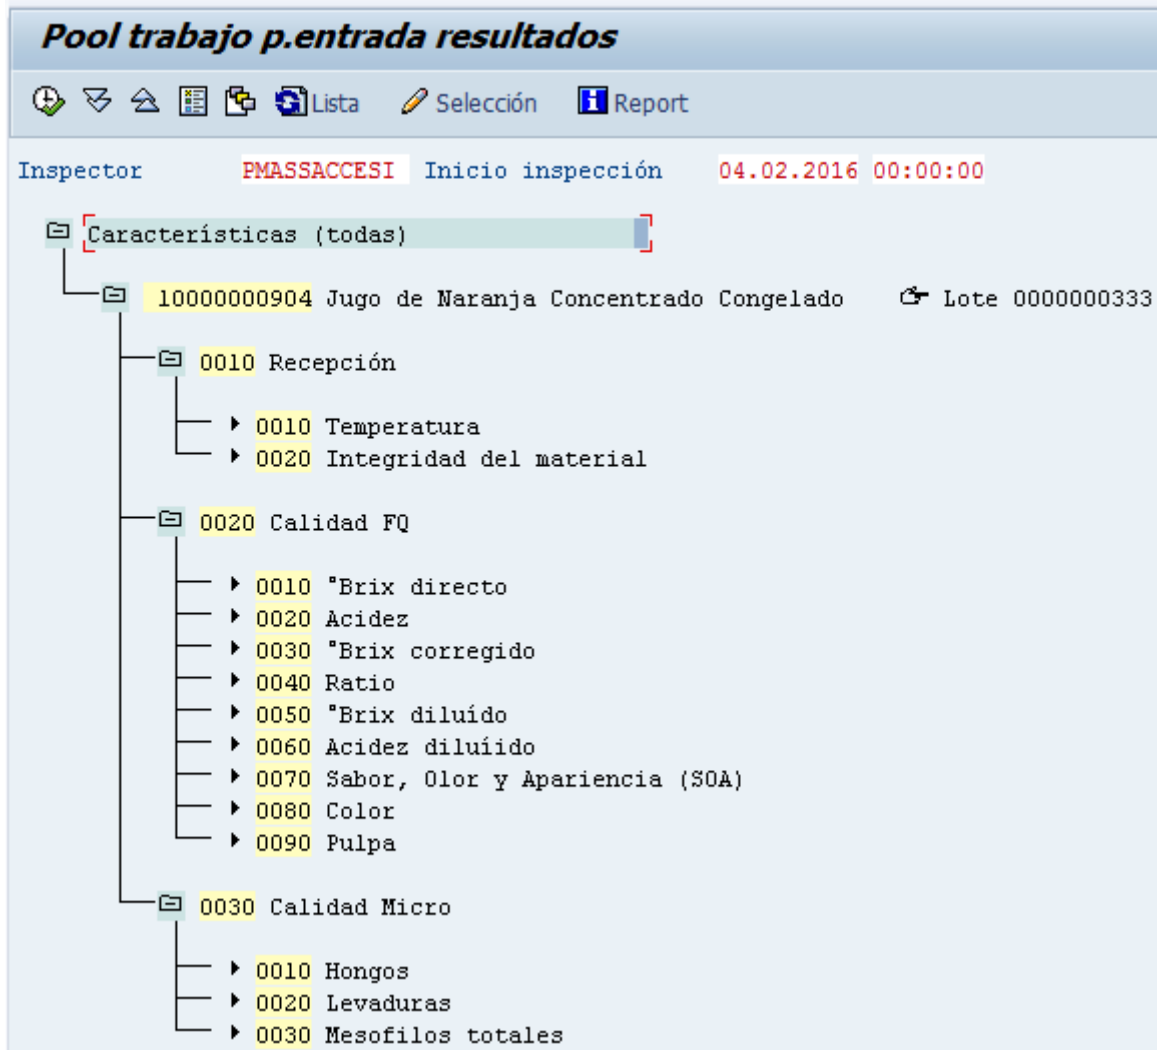 Pool trabajo p.entrada resultados
Lista Selección Report
Inspector PMASSACCESI Inicio inspección 04.02.2016 00:00:00
Características (todas)
10000000904 Jugo de Naranja Concentrado Congelado Lote 0000000333
0010 Recepción
0010 Temperatura
0020 Integridad del material
0020 Calidad FQ
0010 °Brix directo
0020 Acidez
0030 °Brix corregido
0040 Ratio
0050 °Brix diluído
0060 Acidez diluíido
0070 Sabor, Olor y Apariencia (SOA)
0080 Color
0090 Pulpa
0030 Calidad Micro
0010 Hongos
0020 Levaduras
0030 Mesofilos totales